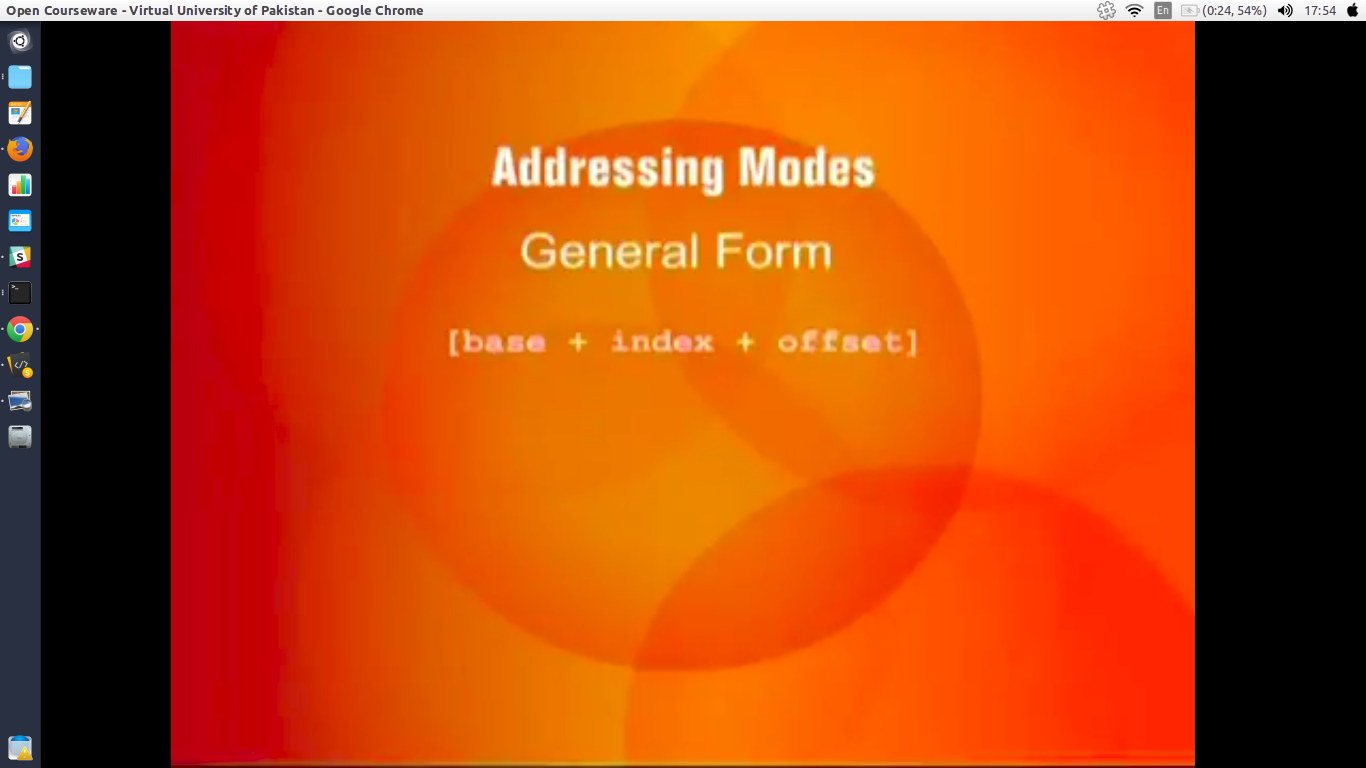 Open Courseware - Virtual University of Pakistan - Google Chrome
En
(0:24, 54%)
17:54
Addressing Modes
General Form
[base + index + offset]